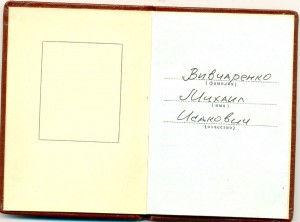 Вивчаренко
(фамилия)
Михаил
(имя)
Иванович
(отчество)